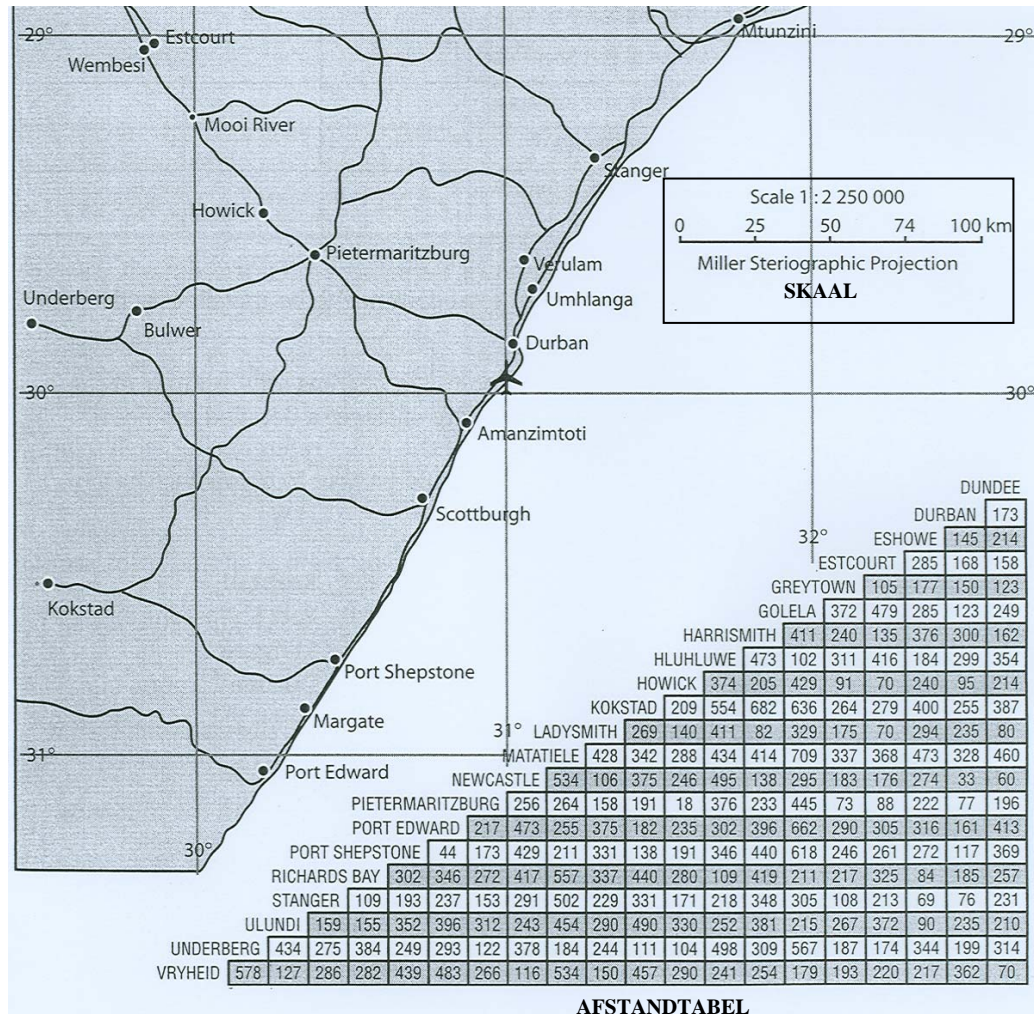 29°
Estcourt
Wembesi
Mtunzini
29°
Mooi River
Stanger
Howick
Pietermaritzburg
Verulam
Umhlanga
Scale 1 : 2 250 000
0 25 50 74 100 km
Miller Steriographic Projection
SKAAL
Underberg
Bulwer
Durban
30°
Amanzimtoti
Scottburgh
32°
Kokstad
Port Shepstone
Margate
31°
31°
Port Edward
30°
DUNDEE
DURBAN 173
ESHOWE 145 214
ESTCOURT 285 168 158
GREYTOWN 105 177 150 123
GOLELA 372 479 285 123 249
HARRISMITH 411 240 135 376 300 162
HLUHLUWE 473 102 311 416 184 299 354
HOWICK 374 205 429 91 70 240 95 214
KOKSTAD 209 554 682 636 264 279 400 255 387
LADYSMITH 269 140 411 82 329 175 70 294 235 80
MATATIELE 428 342 288 434 414 709 337 368 473 328 460
NEWCASTLE 534 106 375 246 495 138 295 183 176 274 33 60
PIETERMARITZBURG 256 264 158 191 18 376 233 445 73 88 222 77 196
PORT EDWARD 217 473 255 375 182 235 302 396 662 290 305 316 161 413
PORT SHEPSTONE 44 173 429 211 331 138 191 346 440 618 246 261 272 117 369
RICHARDS BAY 302 346 272 417 557 337 440 280 109 419 211 217 325 84 185 257
STANGER 109 193 237 153 291 502 229 331 171 218 348 305 108 213 69 76 231
ULUNDI 159 155 352 396 312 243 454 290 490 330 252 381 215 267 372 90 235 210
UNDERBERG 434 275 384 249 293 122 378 184 244 111 104 498 309 567 187 174 344 199 314
VRYHEID 578 127 286 282 439 483 266 116 534 150 457 290 241 254 179 193 220 217 362 70
AFSTANDTABEL
30°